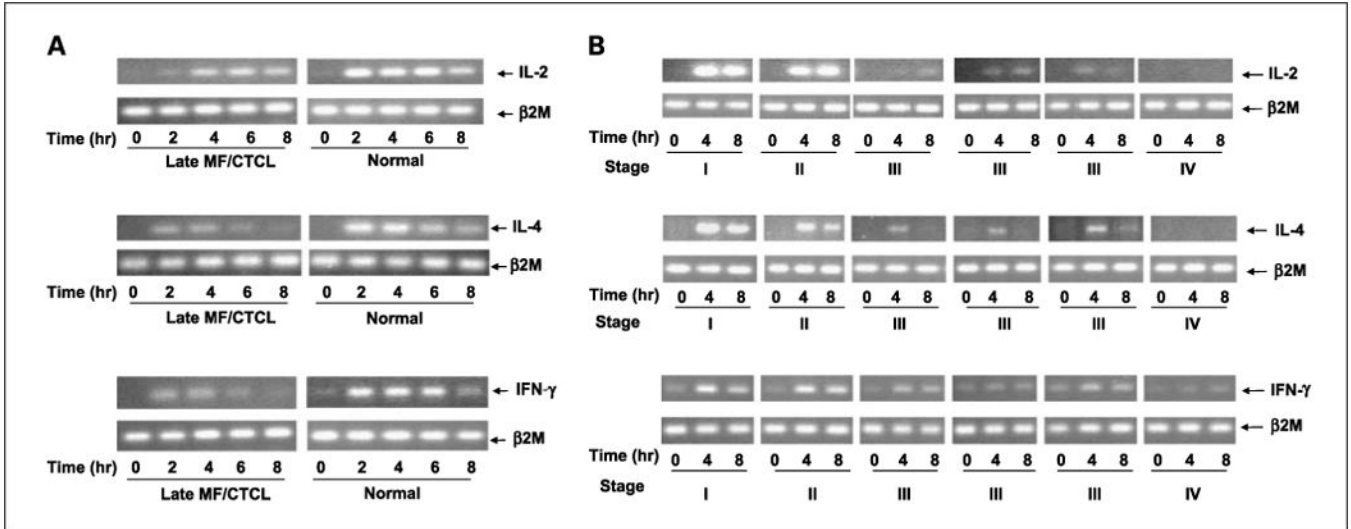 A
IL-2
β2M
Time (hr) 0 2 4 6 8 0 2 4 6 8
Late MF/CTCL Normal
IL-4
β2M
Time (hr) 0 2 4 6 8 0 2 4 6 8
Late MF/CTCL Normal
IFN-γ
β2M
Time (hr) 0 2 4 6 8 0 2 4 6 8
Late MF/CTCL Normal
B
IL-2
β2M
Time (hr) 0 4 8 0 4 8 0 4 8 0 4 8 0 4 8 0 4 8
Stage I II III III III IV
IL-4
β2M
Time (hr) 0 4 8 0 4 8 0 4 8 0 4 8 0 4 8 0 4 8
Stage I II III III III IV
IFN-γ
β2M
Time (hr) 0 4 8 0 4 8 0 4 8 0 4 8 0 4 8 0 4 8
Stage I II III III III IV